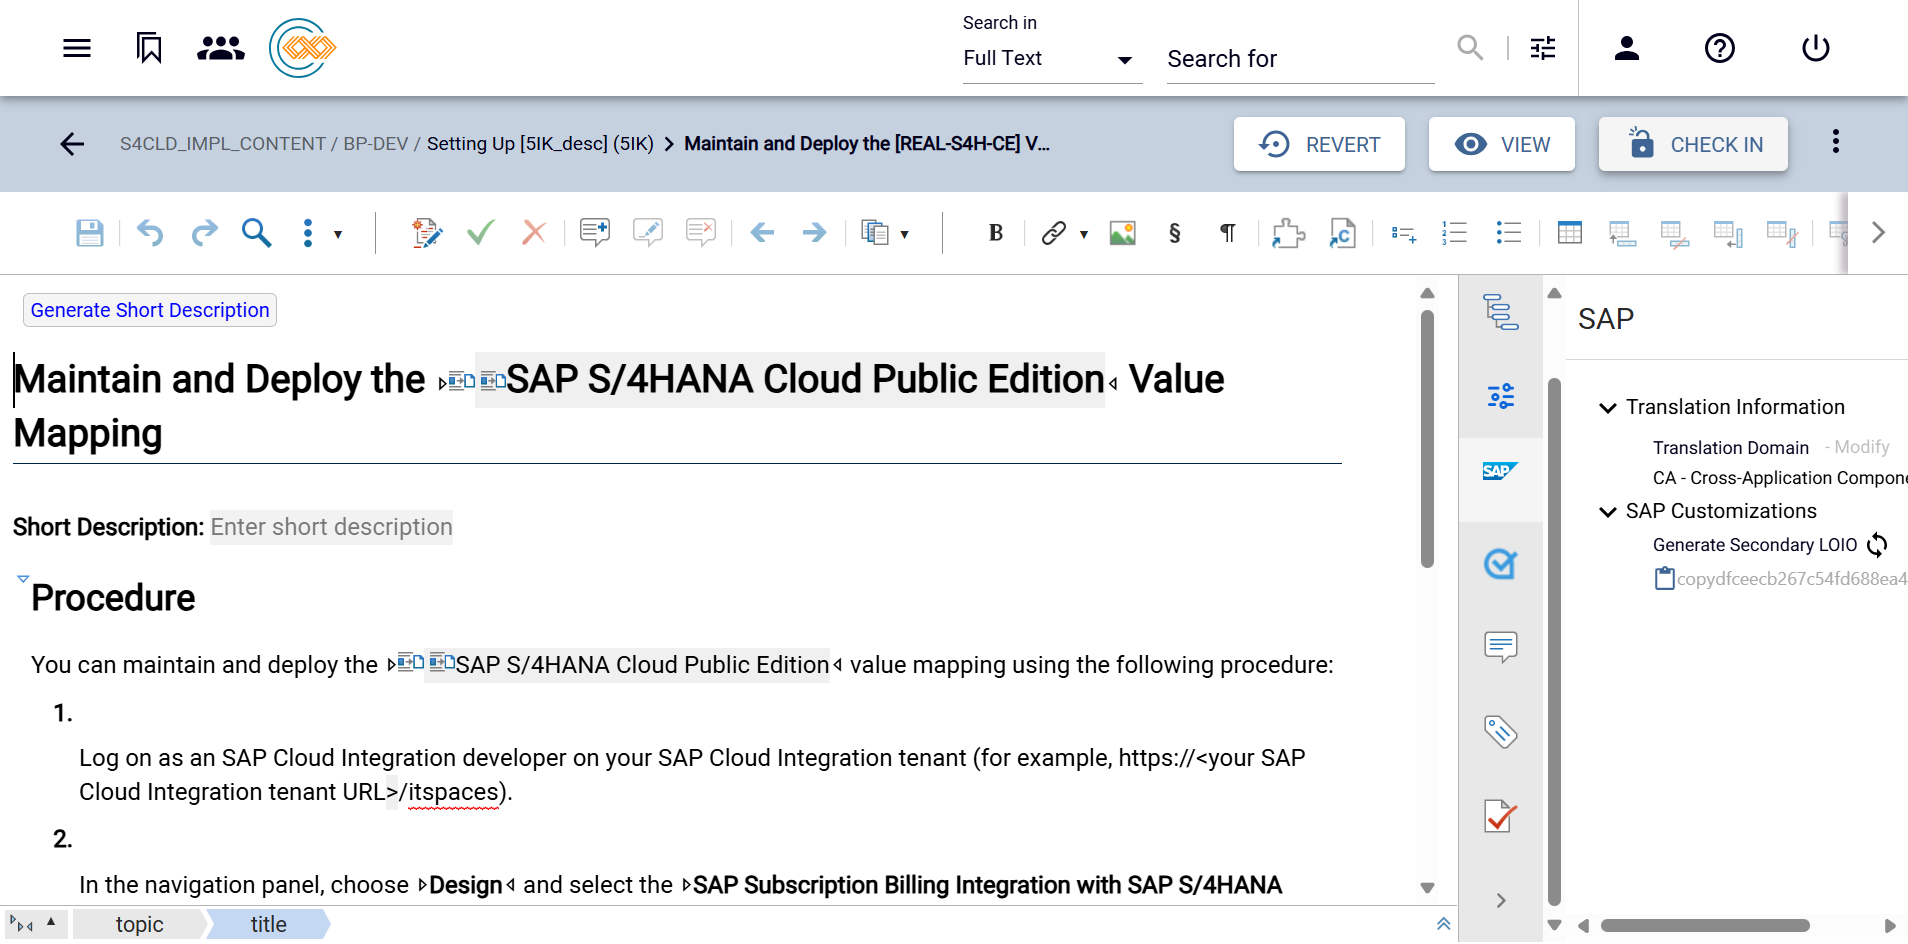 Search in
Full Text
Search for
S4CLD_IMPL_CONTENT / BP-DEV / Setting Up [5IK_desc] (5IK) > Maintain and Deploy the [REAL-S4H-CE] V...
REVERT
VIEW
CHECK IN
B
§
¶
Generate Short Description
Maintain and Deploy the SAP S/4HANA Cloud Public Edition Value
Mapping
Short Description: Enter short description
Procedure
You can maintain and deploy the SAP S/4HANA Cloud Public Edition value mapping using the following procedure:
1.
Log on as an SAP Cloud Integration developer on your SAP Cloud Integration tenant (for example, https://<your SAP
Cloud Integration tenant URL>/itspaces).
2.
In the navigation panel, choose Design and select the SAP Subscription Billing Integration with SAP S/4HANA
topic
title
SAP
SAP
Translation Information
Translation Domain - Modify
CA - Cross-Application Compone
SAP Customizations
Generate Secondary LOIO
copydfceecb267c54fd688ea4